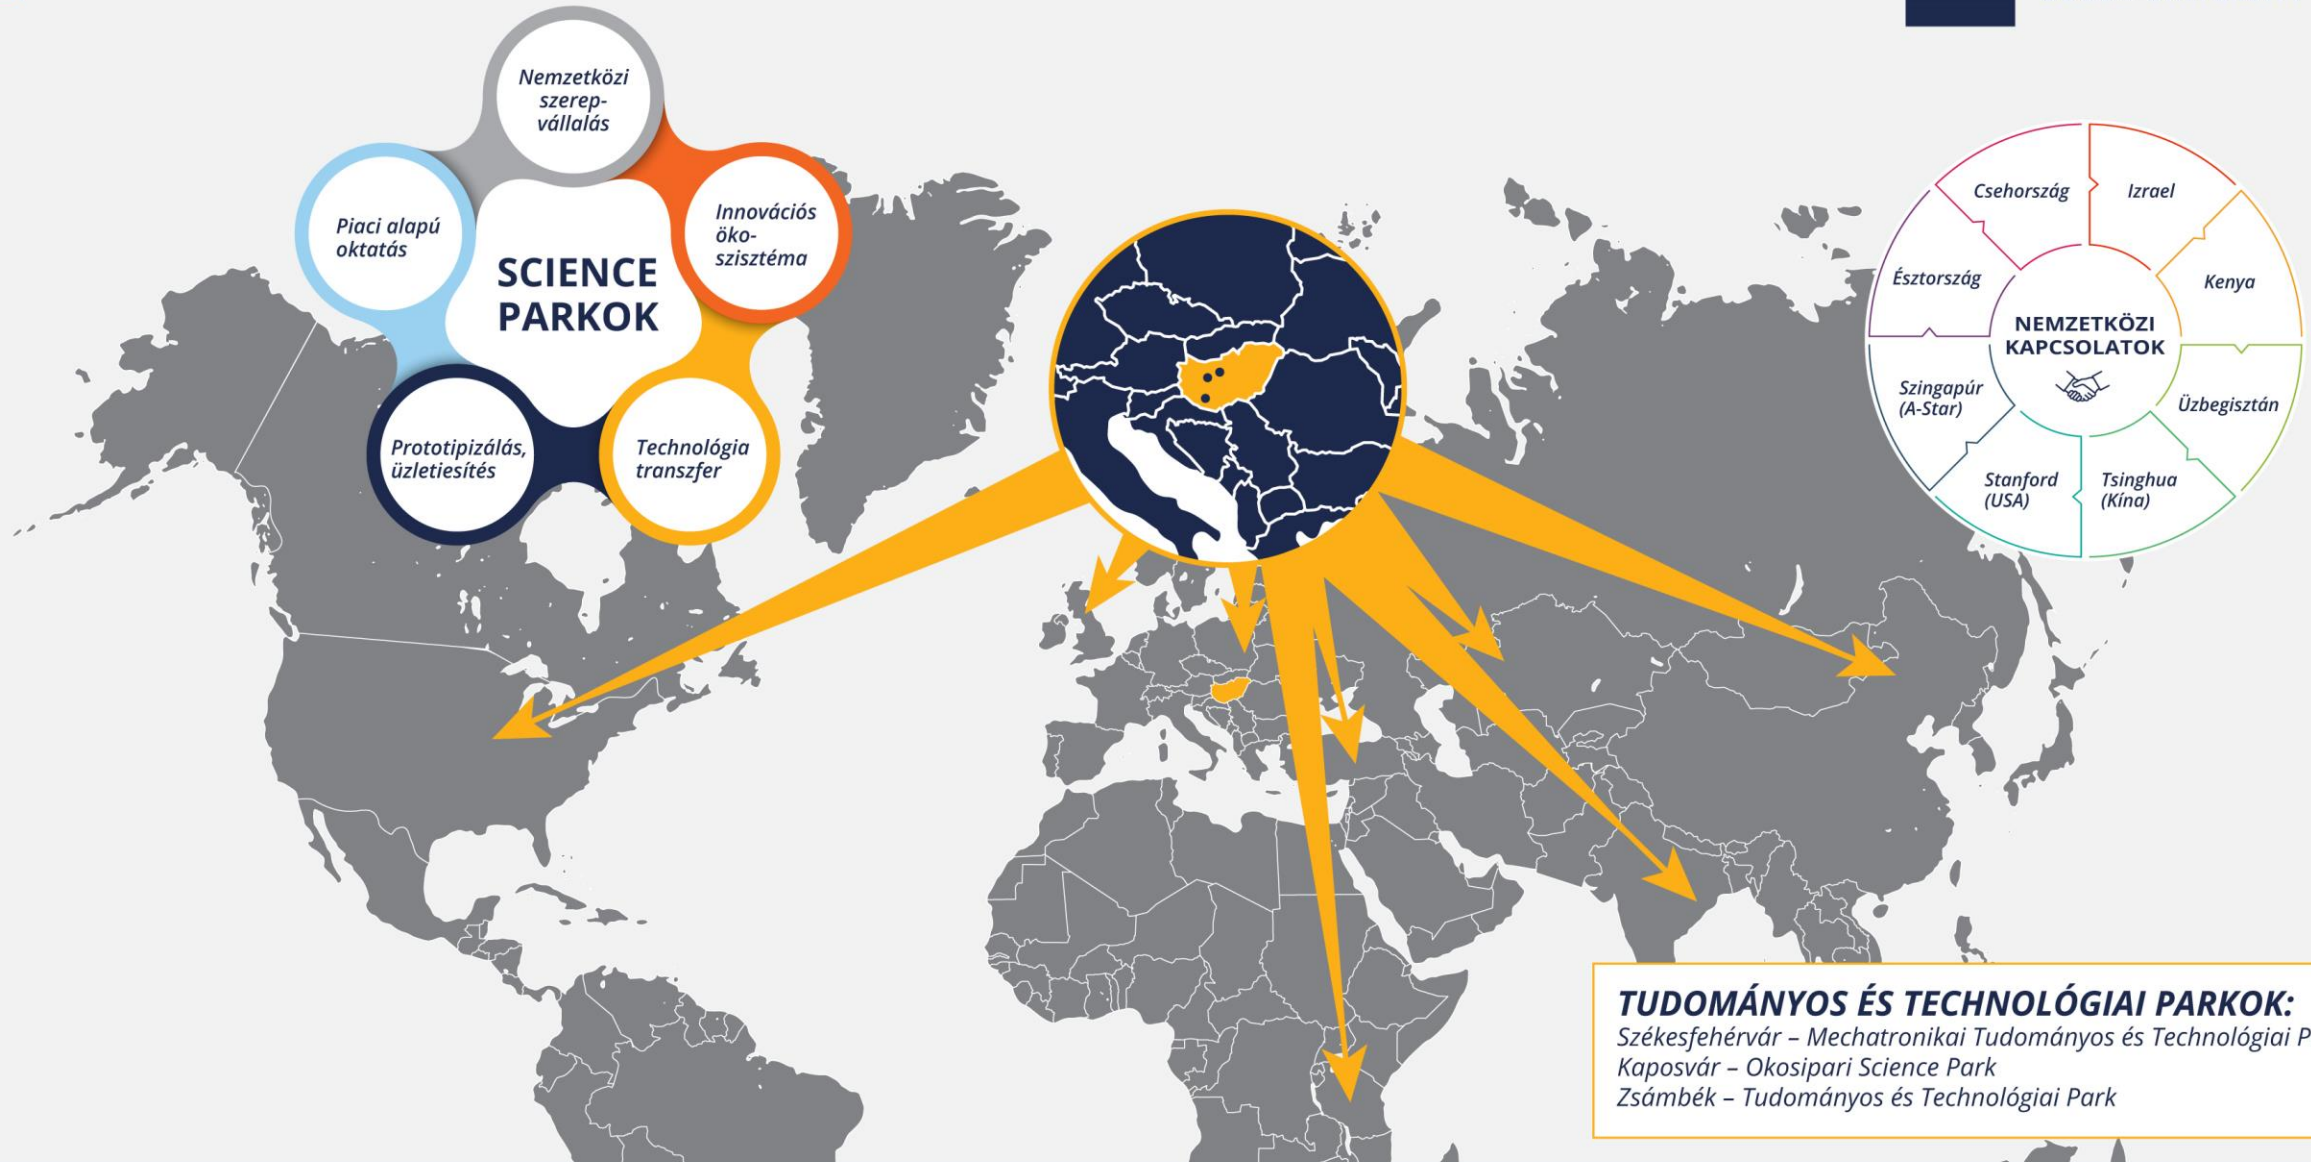 Nemzetközi
szerep-
vállalás
Piaci alapú
oktatás
Innovációs
öko-
szisztéma
SCIENCE
PARKOK
Prototipizálás,
üzletiesítés
Technológia
transzfer
Csehország
Izrael
Észtország
Kenya
NEMZETKÖZI
KAPCSOLATOK
Szingapúr
(A-Star)
Üzbegisztán
Stanford
(USA)
Tsinghua
(Kína)
TUDOMÁNYOS ÉS TECHNOLÓGIAI PARKOK:
Székesfehérvár – Mechatronikai Tudományos és Technológiai P
Kaposvár – Okosipari Science Park
Zsámbék – Tudományos és Technológiai Park